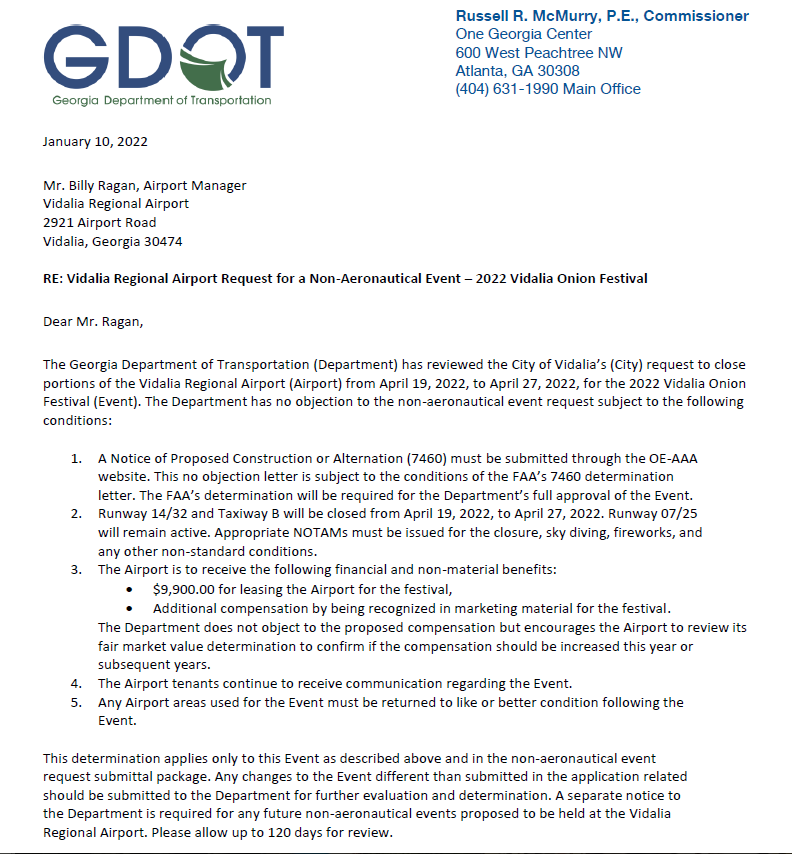 GDOT
Georgia Department of Transportation
Russell R. McMurry, P.E., Commissioner
One Georgia Center
600 West Peachtree NW
Atlanta, GA 30308
(404) 631-1990 Main Office
January 10, 2022
Mr. Billy Ragan, Airport Manager
Vidalia Regional Airport
2921 Airport Road
Vidalia, Georgia 30474
RE: Vidalia Regional Airport Request for a Non-Aeronautical Event – 2022 Vidalia Onion Festival
Dear Mr. Ragan,
The Georgia Department of Transportation (Department) has reviewed the City of Vidalia's (City) request to close
portions of the Vidalia Regional Airport (Airport) from April 19, 2022, to April 27, 2022, for the 2022 Vidalia Onion
Festival (Event). The Department has no objection to the non-aeronautical event request subject to the following
conditions:
1. A Notice of Proposed Construction or Alternation (7460) must be submitted through the OE-AAA
website. This no objection letter is subject to the conditions of the FAA's 7460 determination
letter. The FAA's determination will be required for the Department's full approval of the Event.
2. Runway 14/32 and Taxiway B will be closed from April 19, 2022, to April 27, 2022. Runway 07/25
will remain active. Appropriate NOTAMs must be issued for the closure, sky diving, fireworks, and
any other non-standard conditions.
3. The Airport is to receive the following financial and non-material benefits:
• $9,900.00 for leasing the Airport for the festival,
• Additional compensation by being recognized in marketing material for the festival.
The Department does not object to the proposed compensation but encourages the Airport to review its
fair market value determination to confirm if the compensation should be increased this year or
subsequent years.
4. The Airport tenants continue to receive communication regarding the Event.
5. Any Airport areas used for the Event must be returned to like or better condition following the
Event.
This determination applies only to this Event as described above and in the non-aeronautical event
request submittal package. Any changes to the Event different than submitted in the application related
should be submitted to the Department for further evaluation and determination. A separate notice to
the Department is required for any future non-aeronautical events proposed to be held at the Vidalia
Regional Airport. Please allow up to 120 days for review.